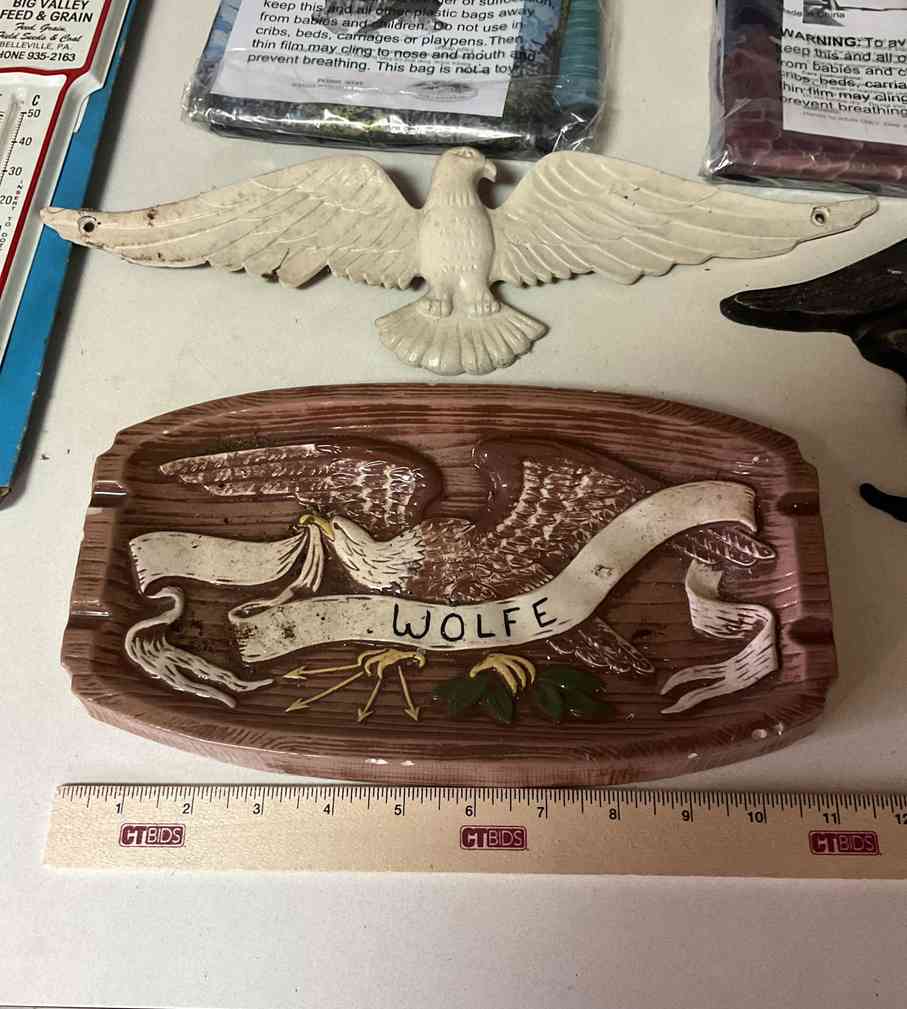 BIG VALLEY
FEED & GRAIN
Feed, Grain,
Field Seeds & Coal
BELLEVILLE, PA.
PHONE 935-2163
C
50
40
30
20
keep this and all other plastic bags away
from babies and children. Do not use in
cribs, beds, carriages or playpens.Then
thin film may cling to nose and mouth and
prevent breathing. This bag is not a toy
Made in China
WARNING: To av
keep this and all o
from babies and c
cribs, beds, carria
thin film may cling
prevent breathing
WOLFE
1 2 3 4 5 6 7 8 9 10 11 12
CTBIDS CTBIDS CTBIDS